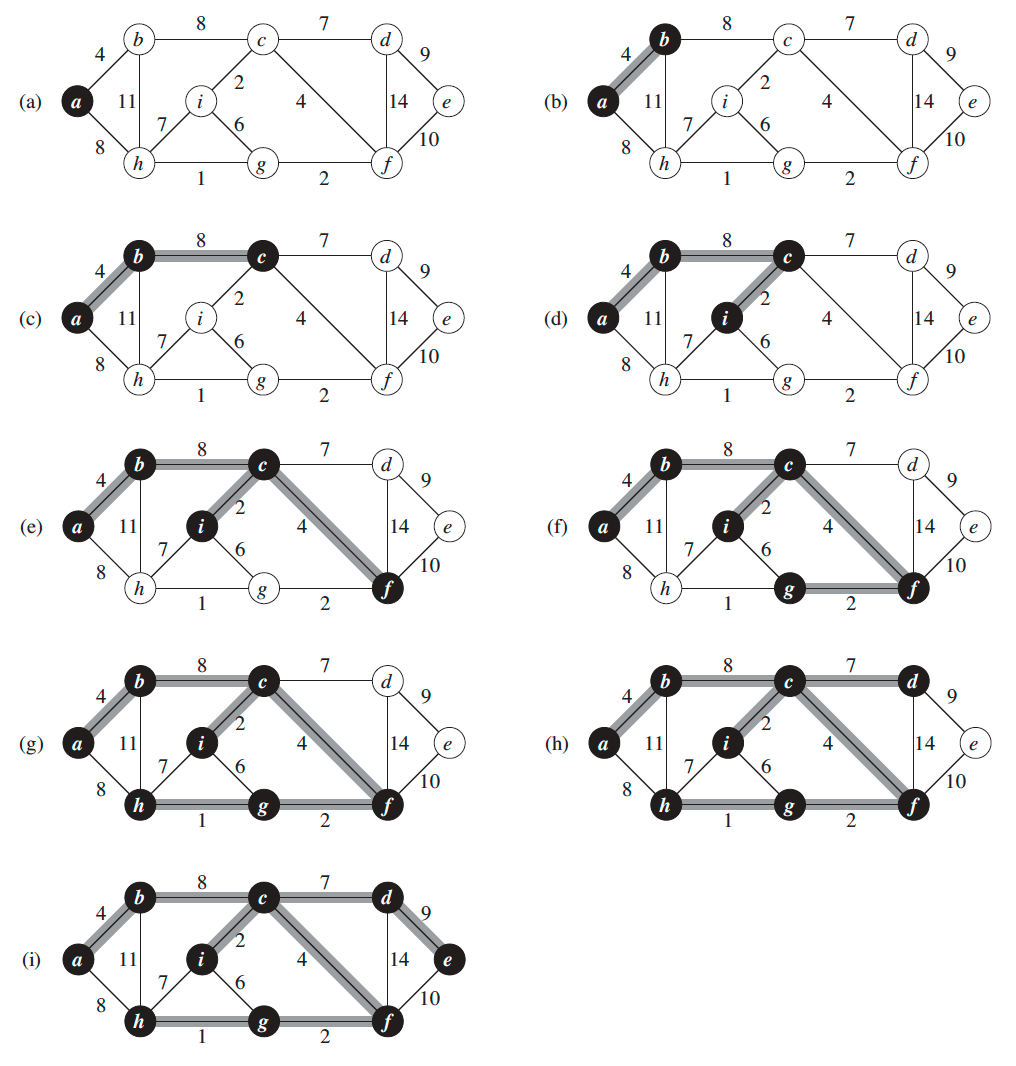 8 7 8 7
b c d b c d
4 9 4 9
2 2
(a) a 11 i 4 14 e (b) a 11 i 4 14 e
7 6 10 7 6 10
8 8
h g f h g f
1 2 1 2
8 7 8 7
b c d b c d
4 9 4 9
2 2
(c) a 11 i 4 14 e (d) a 11 i 4 14 e
7 6 10 7 6 10
8 8
h g f h g f
1 2 1 2
8 7 8 7
b c d b c d
4 9 4 9
2 2
(e) a 11 i 4 14 e (f) a 11 i 4 14 e
7 6 10 7 6 10
8 8
h g f h g f
1 2 1 2
8 7 8 7
b c d b c d
4 9 4 9
2 2
(g) a 11 i 4 14 e (h) a 11 i 4 14 e
7 6 10 7 6 10
8 8
h g f h g f
1 2 1 2
8 7
b c d
4 9
2
(i) a 11 i 4 14 e
7 6 10
8
h g f
1 2